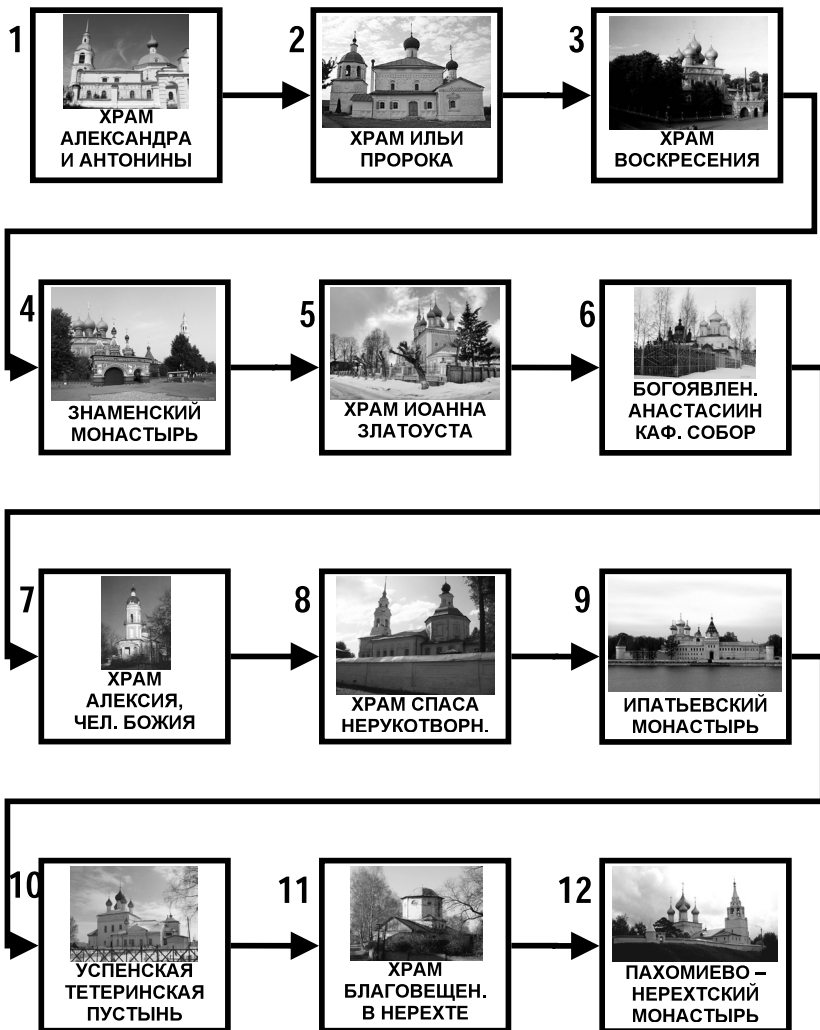 1
ХРАМ
АЛЕКСАНДРА
И АНТОНИНЫ
2
ХРАМ ИЛЬИ
ПРОРОКА
3
ХРАМ
ВОСКРЕСЕНИЯ
4
ЗНАМЕНСКИЙ
МОНАСТЫРЬ
5
ХРАМ ИОАННА
ЗЛАТОУСТА
6
БОГОЯВЛЕН.
АНАСТАСИИН
КАФ. СОБОР
7
ХРАМ
АЛЕКСИЯ,
ЧЕЛ. БОЖИЯ
8
ХРАМ СПАСА
НЕРУКОТВОРН.
9
ИПАТЬЕВСКИЙ
МОНАСТЫРЬ
10
УСПЕНСКАЯ
ТЕТЕРИНСКАЯ
ПУСТЫНЬ
11
ХРАМ
БЛАГОВЕЩЕН.
В НЕРЕХТЕ
12
ПАХОМИЕВО –
НЕРЕХТСКИЙ
МОНАСТЫРЬ